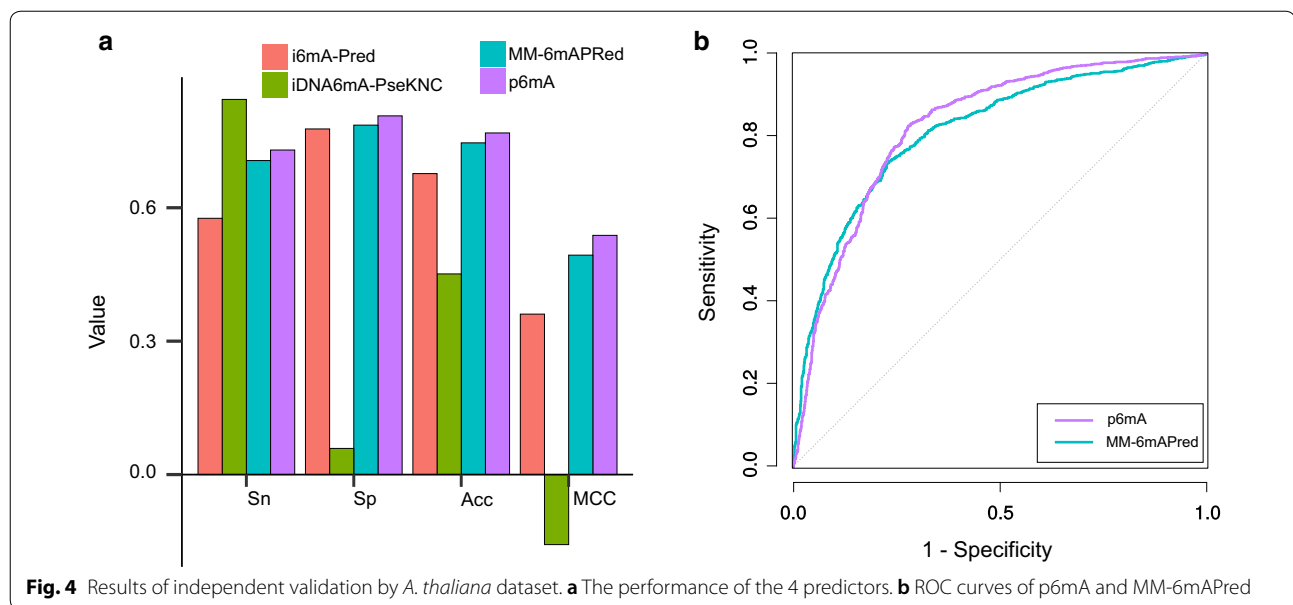 a
i6mA-Pred
iDNA6mA-PseKNC
MM-6mAPRed
p6mA
Value
0.6
0.3
0.0
Sn
Sp
Acc
MCC
b
Sensitivity
1.0
0.8
0.6
0.4
0.2
0.0
p6mA
MM-6mAPred
0.0
0.5
1.0
1 - Specificity
Fig. 4 Results of independent validation by A. thaliana dataset. a The performance of the 4 predictors. b ROC curves of p6mA and MM-6mAPred